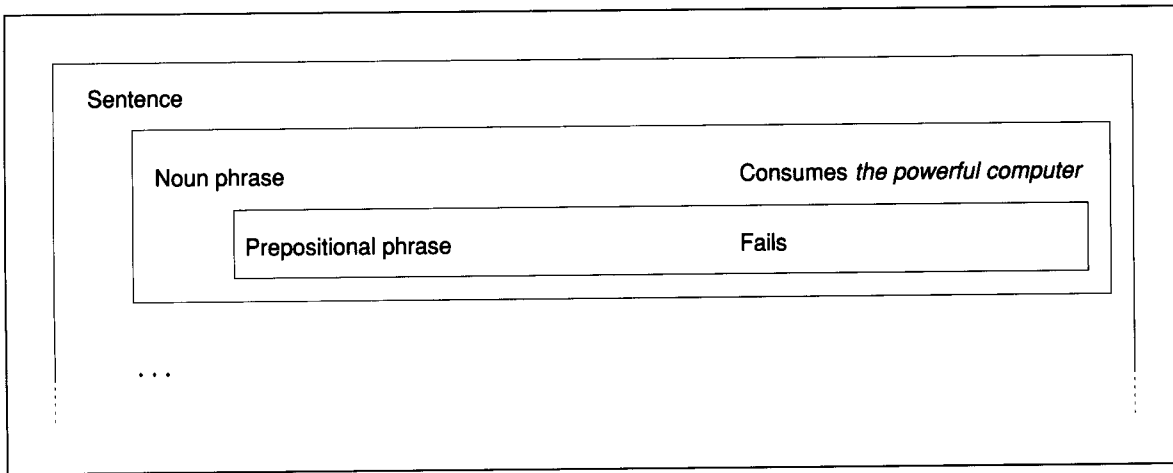 Sentence
Noun phrase Consumes the powerful computer
Prepositional phrase Fails
...